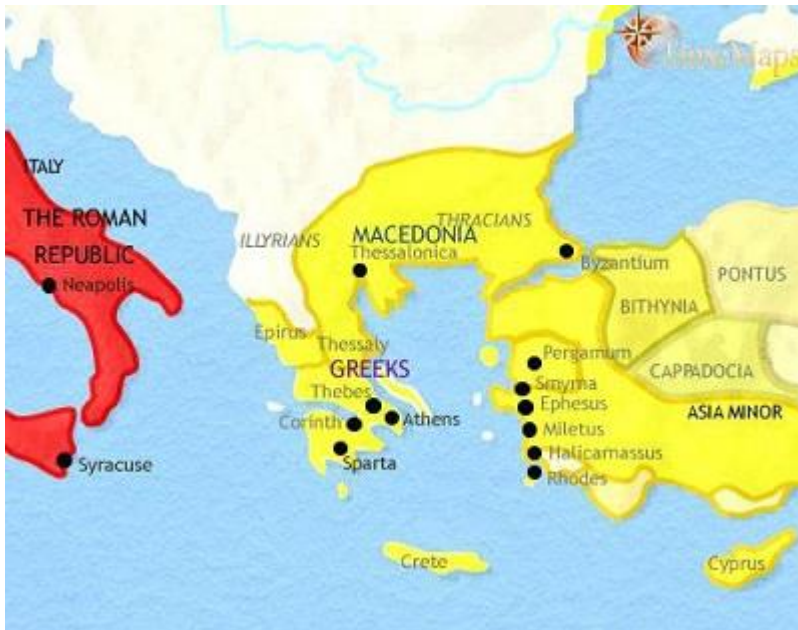 TimeMaps
ITALY
THE ROMAN
REPUBLIC
Neapolis
Syracuse
ILLYRIANS
THRACIANS
MACEDONIA
Thessalonica
Byzantium
PONTUS
BITHYNIA
CAPPADOCIA
Epirus
Thessaly
GREEKS
Thebes
Corinth
Athens
Sparta
Pergamum
Smyrna
Ephesus
Miletus
Halicarnassus
Rhodes
ASIA MINOR
Crete
Cyprus